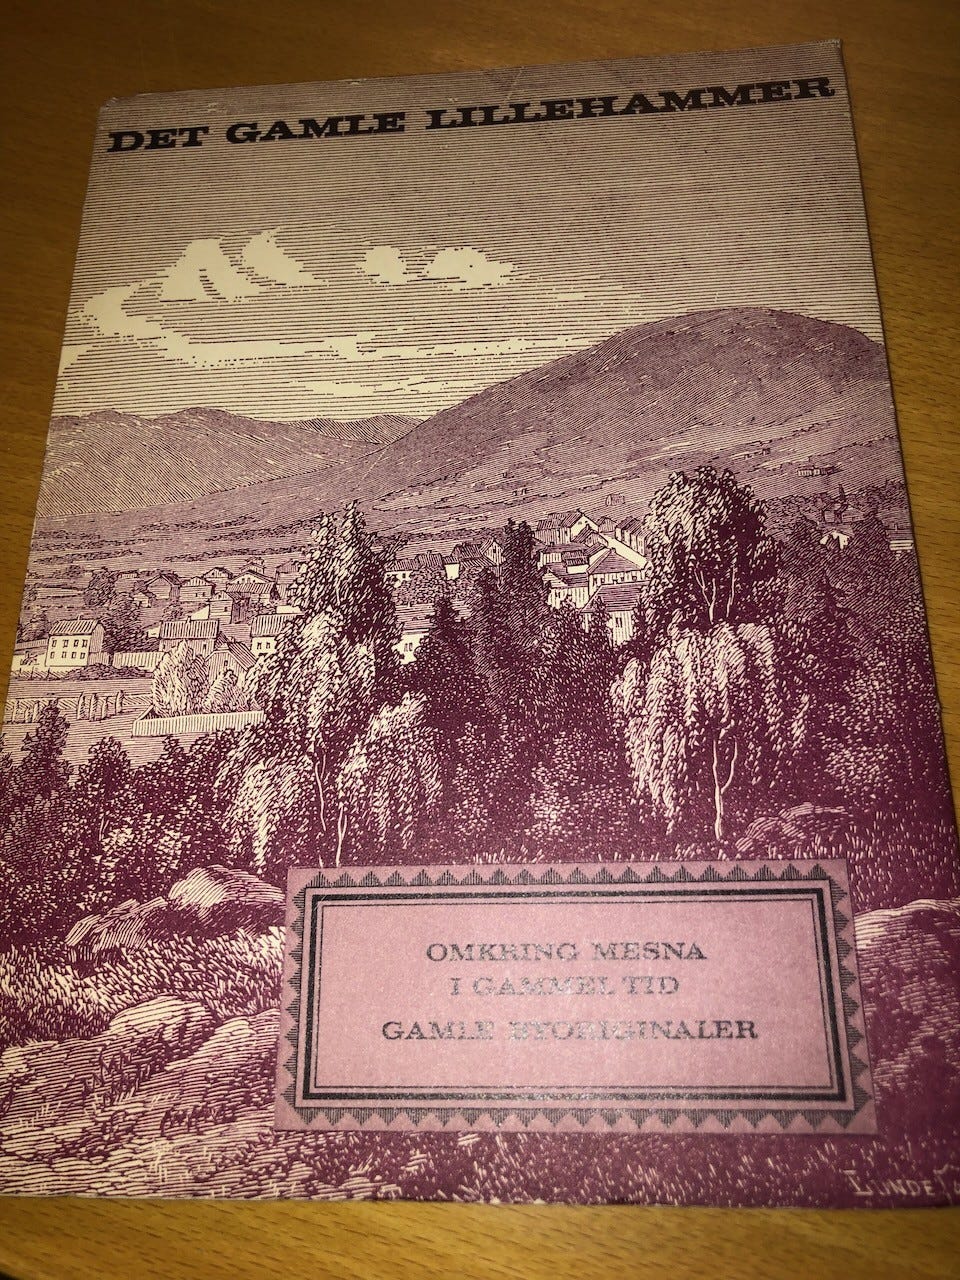 DET GAMLE LILLEHAMMER
OMKRING MESNA
I GAMMEL TID
GAMLE BYORIGINALER